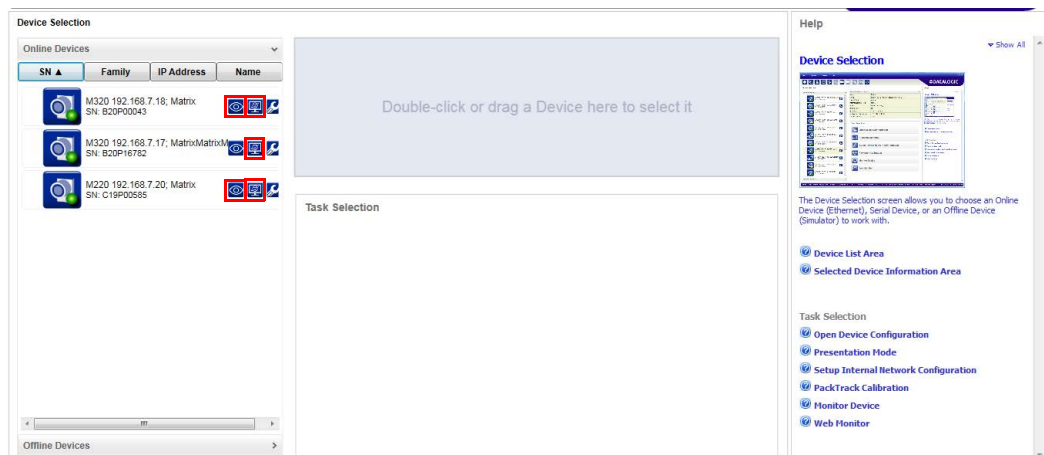 Device Selection
Online Devices
SN ▲ Family IP Address Name
M320 192.168.7.18; Matrix
SN: B20P00043
M320 192.168.7.17; MatrixMatrixM
SN: B20P16782
M220 192.168.7.20; Matrix
SN: C19P00585
Offline Devices
Double-click or drag a Device here to select it
Task Selection
Help
Show All
Device Selection
DATALOGIC
The Device Selection screen allows you to choose an Online
Device (Ethernet), Serial Device, or an Offline Device
(Simulator) to work with.
Device List Area
Selected Device Information Area
Task Selection
Open Device Configuration
Presentation Mode
Setup Internal Network Configuration
PackTrack Calibration
Monitor Device
Web Monitor